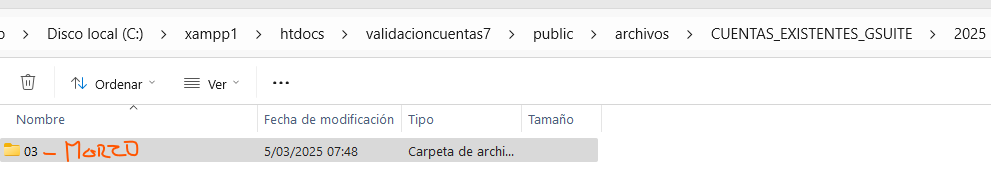 o > Disco local (C:) > xampp1 > htdocs > validacioncuentas7 > public > archivos > CUENTAS_EXISTENTES_GSUITE > 2025
Ordenar Ver ...
Nombre Fecha de modificación Tipo Tamaño
03 - MARZO 5/03/2025 07:48 Carpeta de archi...